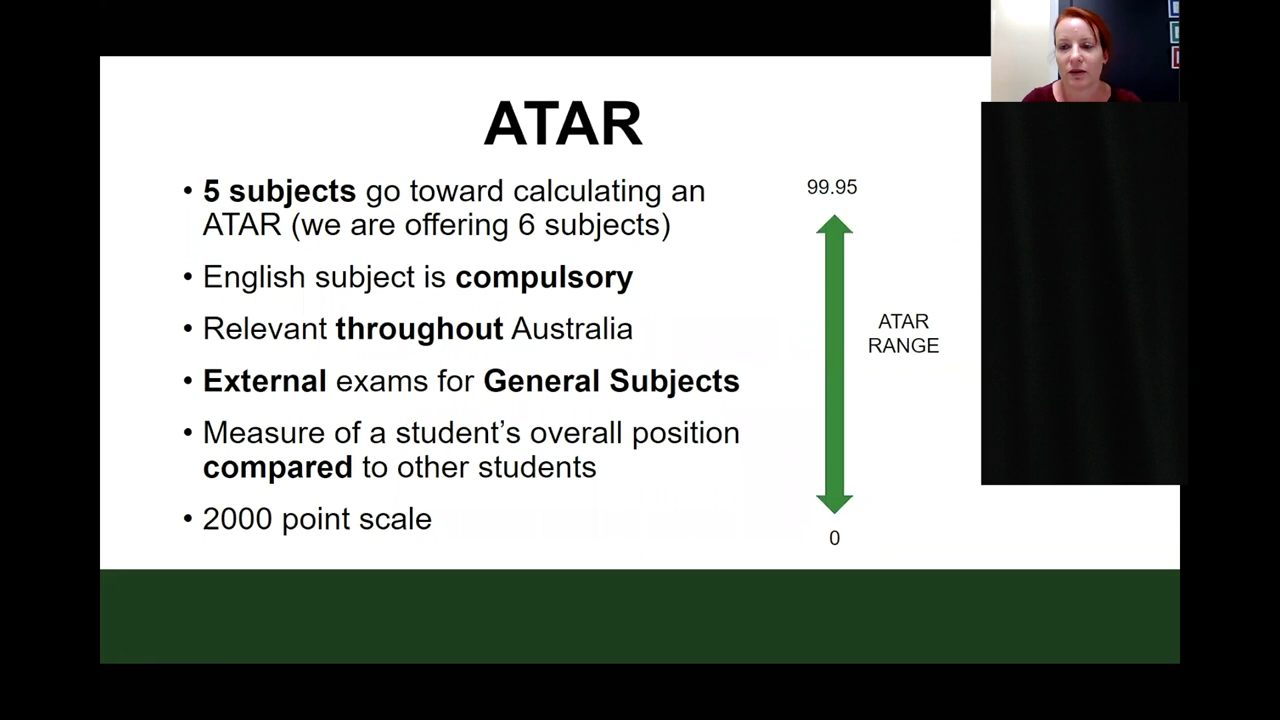 ATAR
• 5 subjects go toward calculating an
ATAR (we are offering 6 subjects)
• English subject is compulsory
• Relevant throughout Australia
• External exams for General Subjects
• Measure of a student’s overall position
compared to other students
• 2000 point scale
99.95
ATAR
RANGE
0